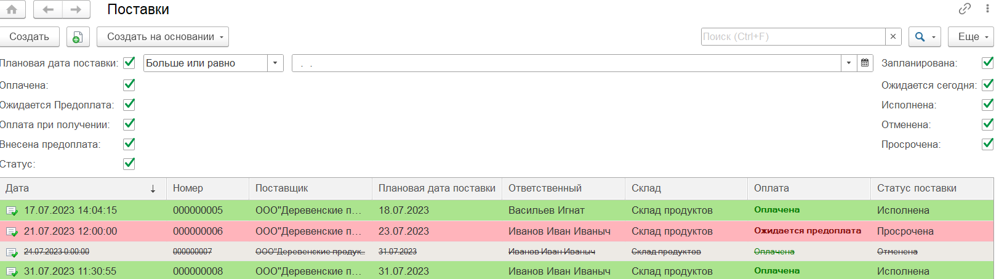 Поставки
Создать Создать на основании Поиск (Ctrl+F) × Еще
Плановая дата поставки: Больше или равно . . Запланирована:
Оплачена: Ожидается сегодня:
Ожидается Предоплата: Исполнена:
Оплата при получении: Отменена:
Внесена предоплата: Просрочена:
Статус:
Дата ↓ Номер Поставщик Плановая дата поставки Ответственный Склад Оплата Статус поставки
17.07.2023 14:04:15 000000005 ООО"Деревенские п... 18.07.2023 Васильев Игнат Склад продуктов Оплачена Исполнена
21.07.2023 12:00:00 000000006 ООО"Деревенские п... 23.07.2023 Иванов Иван Иваныч Склад продуктов Ожидается предоплата Просрочена
24.07.2023 0:00:00 000000007 ООО"Деревенские продук.. 31.07.2023 Иванов Иван Иваныч Склад продуктов Оплачена Отменена
31.07.2023 11:30:55 000000008 ООО"Деревенские п... 31.07.2023 Иванов Иван Иваныч Склад продуктов Оплачена Исполнена